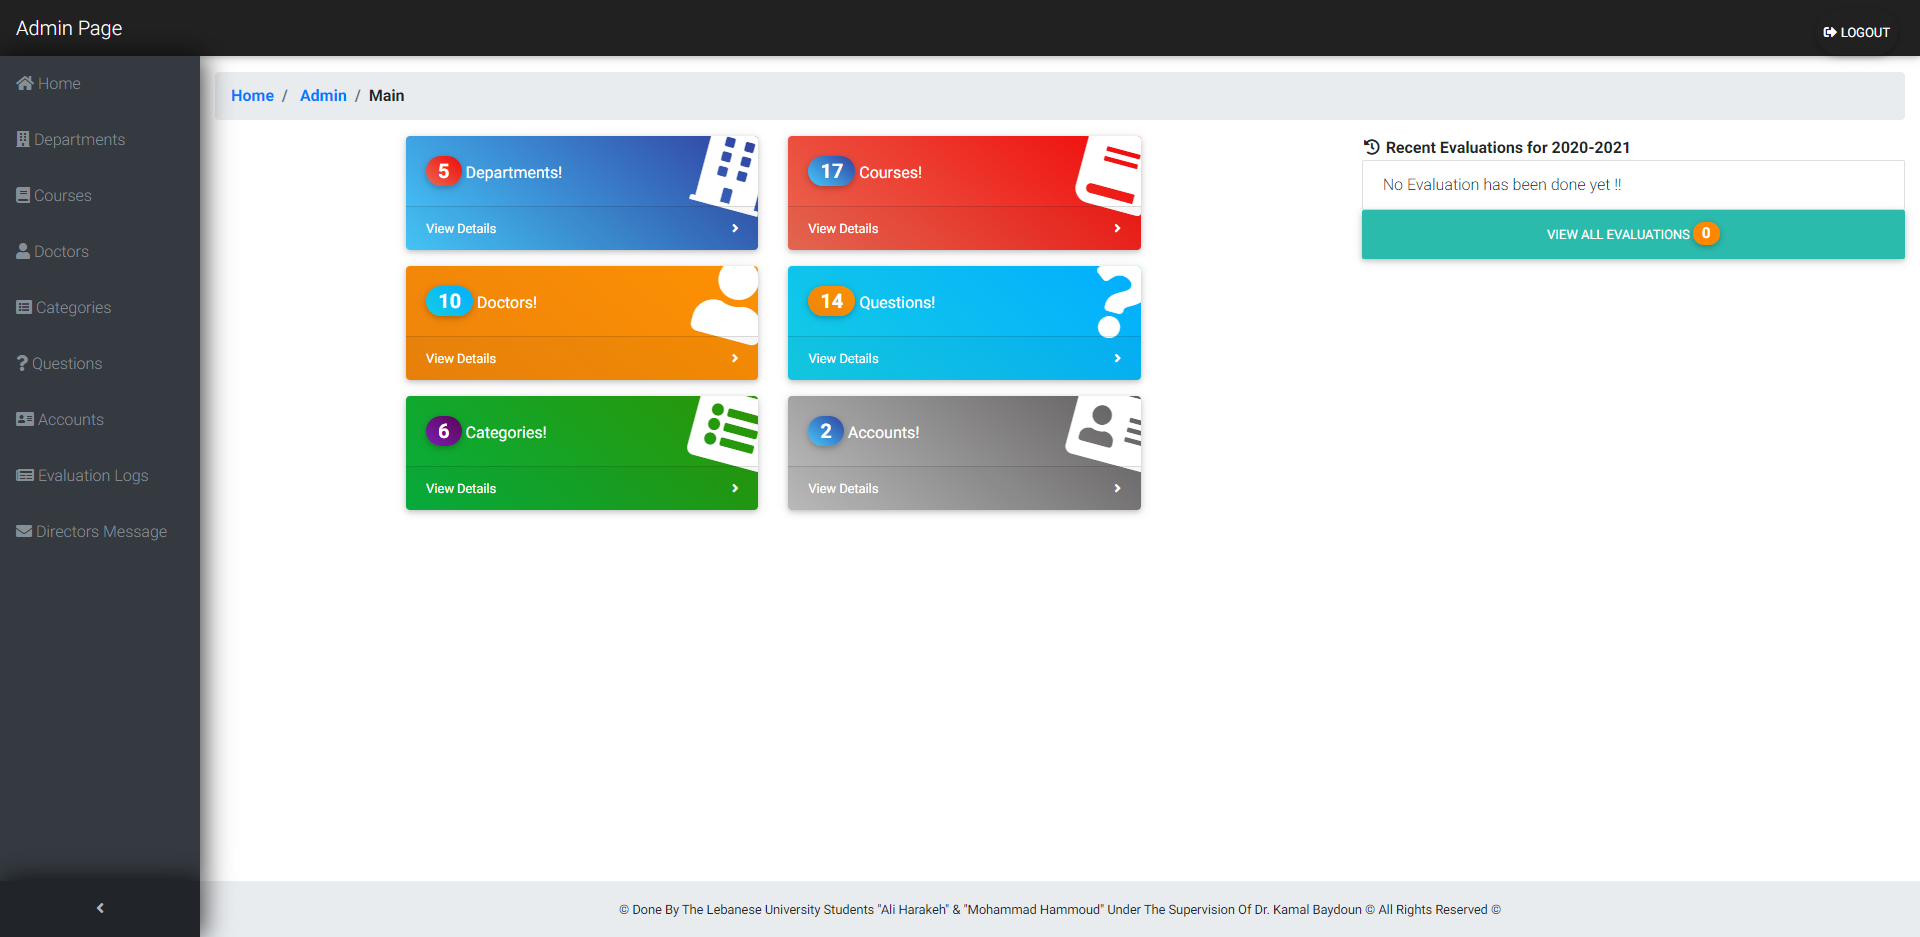 Admin Page
LOGOUT
Home
Departments
Courses
Doctors
Categories
Questions
Accounts
Evaluation Logs
Directors Message
Home / Admin / Main
5 Departments!
View Details
17 Courses!
View Details
10 Doctors!
View Details
14 Questions!
View Details
6 Categories!
View Details
2 Accounts!
View Details
Recent Evaluations for 2020-2021
No Evaluation has been done yet !!
VIEW ALL EVALUATIONS 0
© Done By The Lebanese University Students "Ali Harakeh" & "Mohammad Hammoud" Under The Supervision Of Dr. Kamal Baydoun © All Rights Reserved ©